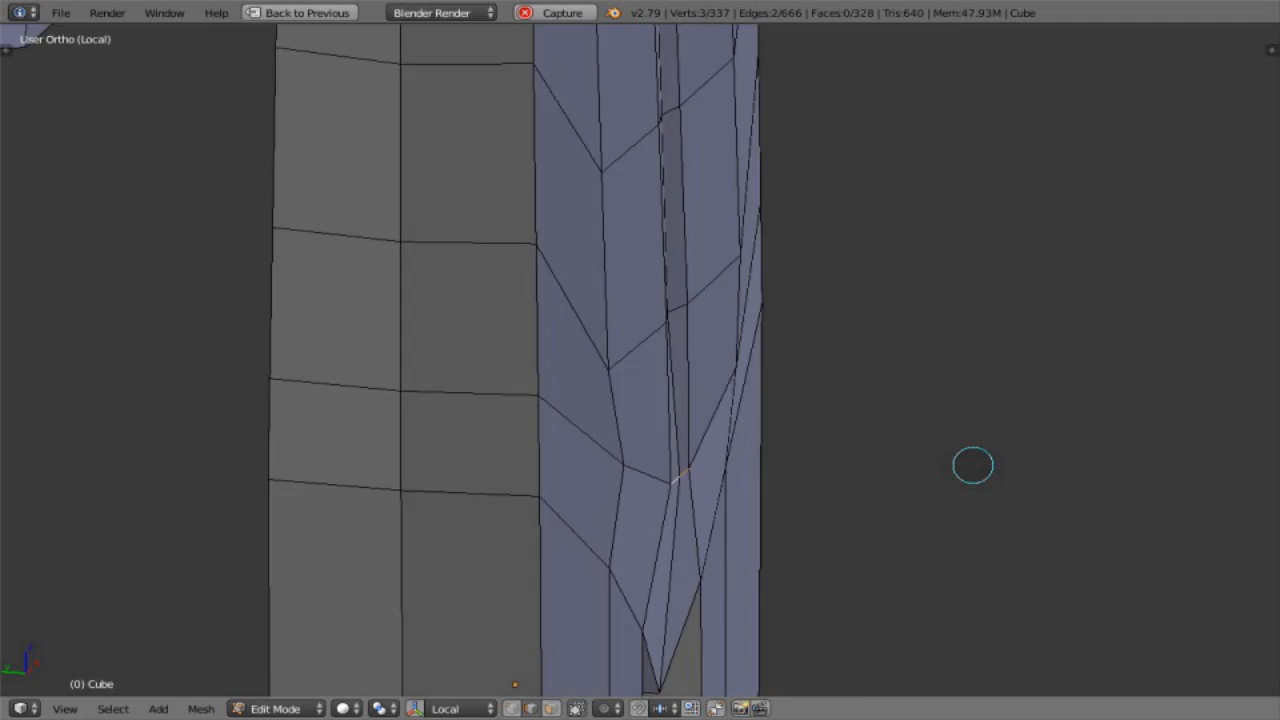 File Render Window Help Back to Previous Blender Render Capture v2.79 | Verts:3/337 | Edges:2/666 | Faces:0/328 | Tris:640 | Mem:47.93M | Cube
User Ortho (Local)
(0) Cube
View Select Add Mesh Edit Mode Local